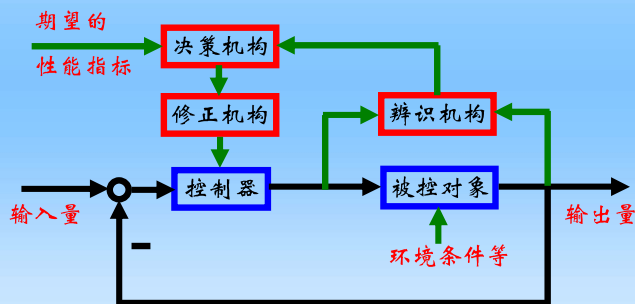 期望的
性能指标
决策机构
修正机构
辨识机构
控制器
被控对象
输入量
输出量
环境条件等